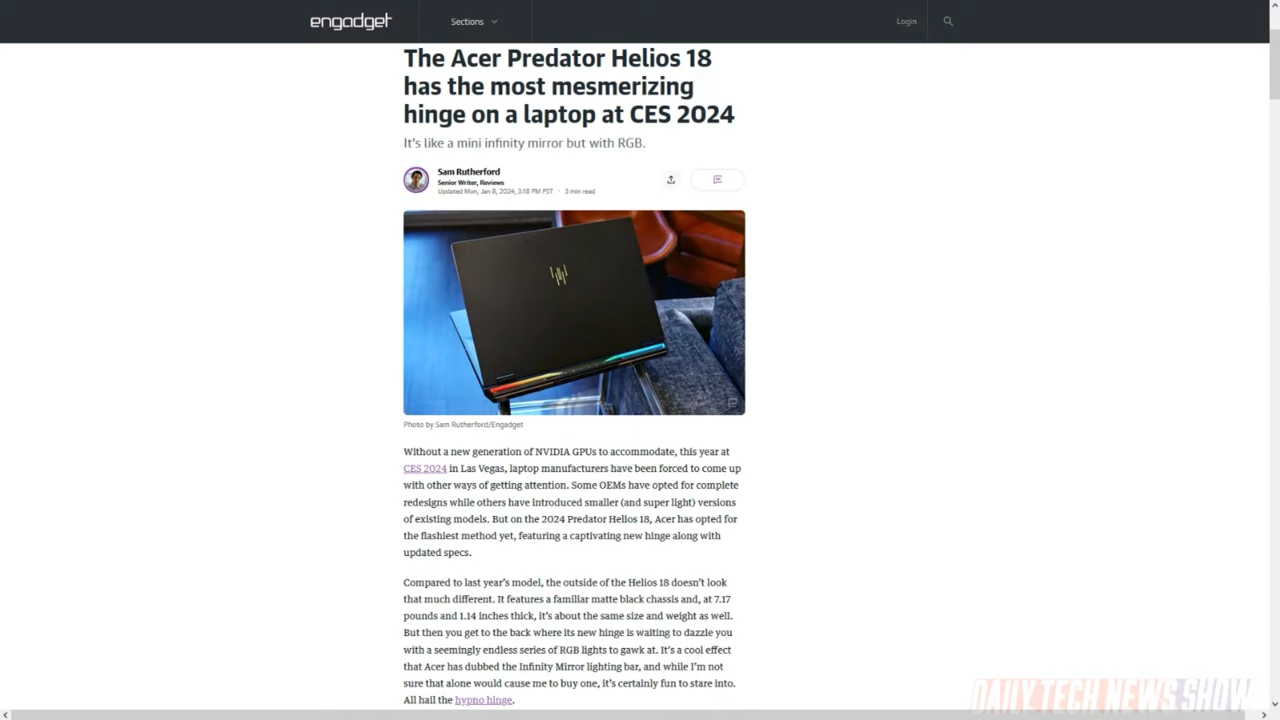 engadget
Sections
Login
The Acer Predator Helios 18
has the most mesmerizing
hinge on a laptop at CES 2024
It's like a mini infinity mirror but with RGB.
Sam Rutherford
Senior Writer, Reviews
Updated Mon, Jan 8, 2024, 3:18 PM PST · 3 min read
Photo by Sam Rutherford/Engadget
Without a new generation of NVIDIA GPUs to accommodate, this year at
CES 2024 in Las Vegas, laptop manufacturers have been forced to come up
with other ways of getting attention. Some OEMs have opted for complete
redesigns while others have introduced smaller (and super light) versions
of existing models. But on the 2024 Predator Helios 18, Acer has opted for
the flashiest method yet, featuring a captivating new hinge along with
updated specs.
Compared to last year's model, the outside of the Helios 18 doesn't look
that much different. It features a familiar matte black chassis and, at 7.17
pounds and 1.14 inches thick, it's about the same size and weight as well.
But then you get to the back where its new hinge is waiting to dazzle you
with a seemingly endless series of RGB lights to gawk at. It's a cool effect
that Acer has dubbed the Infinity Mirror lighting bar, and while I'm not
sure that alone would cause me to buy one, it's certainly fun to stare into.
All hail the hypno hinge.
DAILY TECH NEWS SHOW